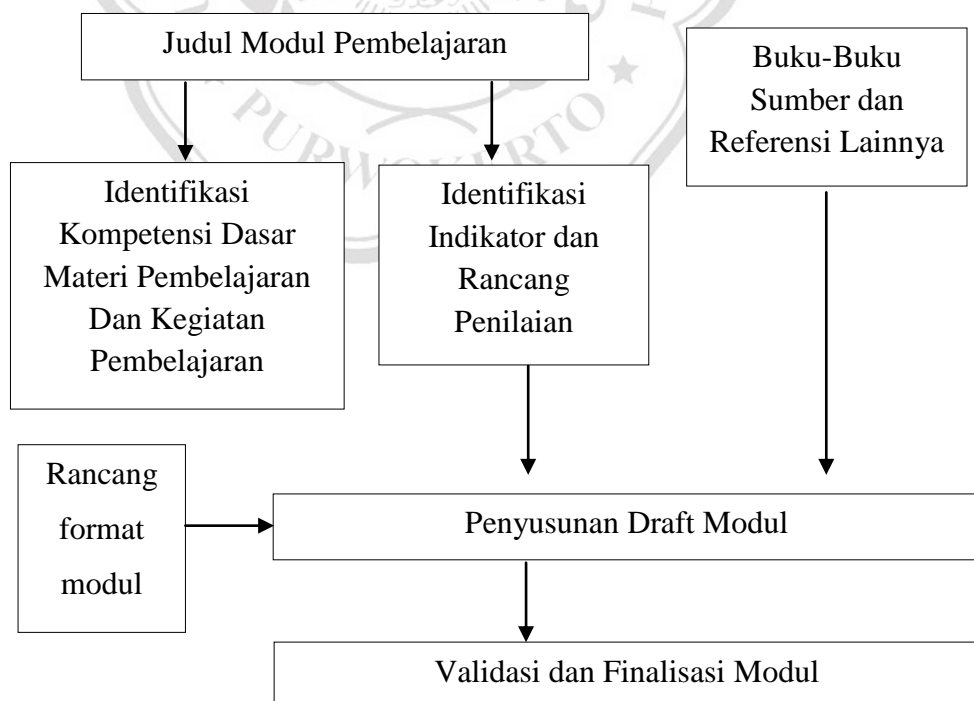 Judul Modul Pembelajaran
Buku-Buku
Sumber dan
Referensi Lainnya
Identifikasi
Kompetensi Dasar
Materi Pembelajaran
Dan Kegiatan
Pembelajaran
Identifikasi
Indikator dan
Rancang
Penilaian
Rancang
format
modul
Penyusunan Draft Modul
Validasi dan Finalisasi Modul
PURWOKERTO